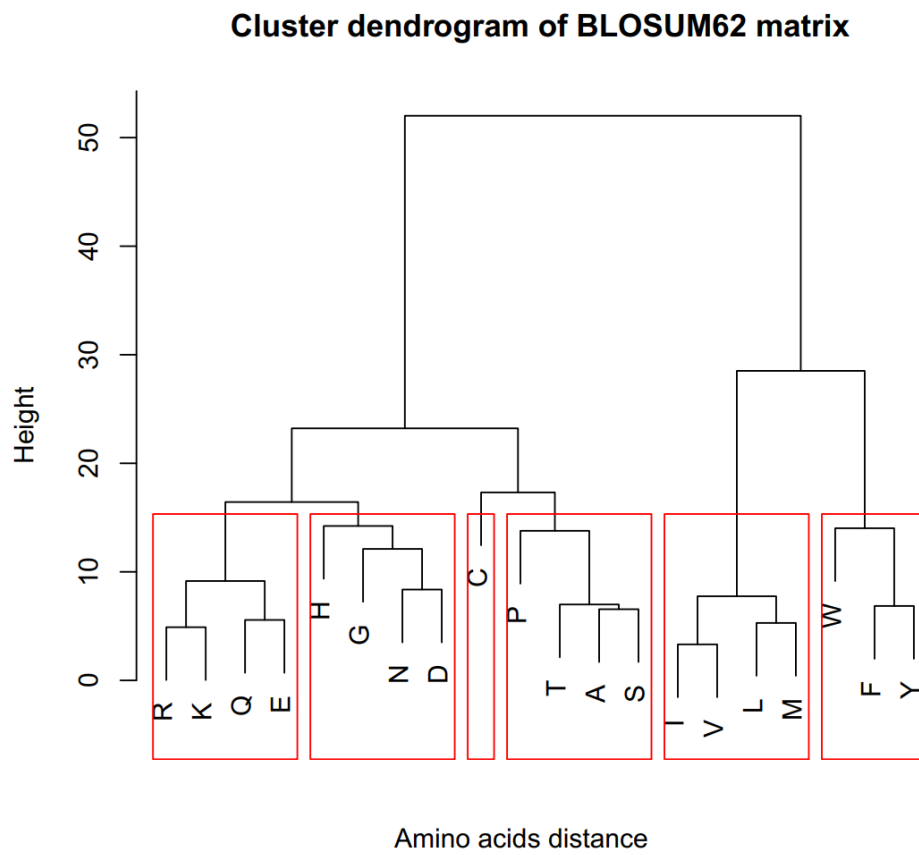 Cluster dendrogram of BLOSUM62 matrix
50
40
30
20
10
0
Height
R K Q E H G N D C P T A S I V L M W F Y
Amino acids distance